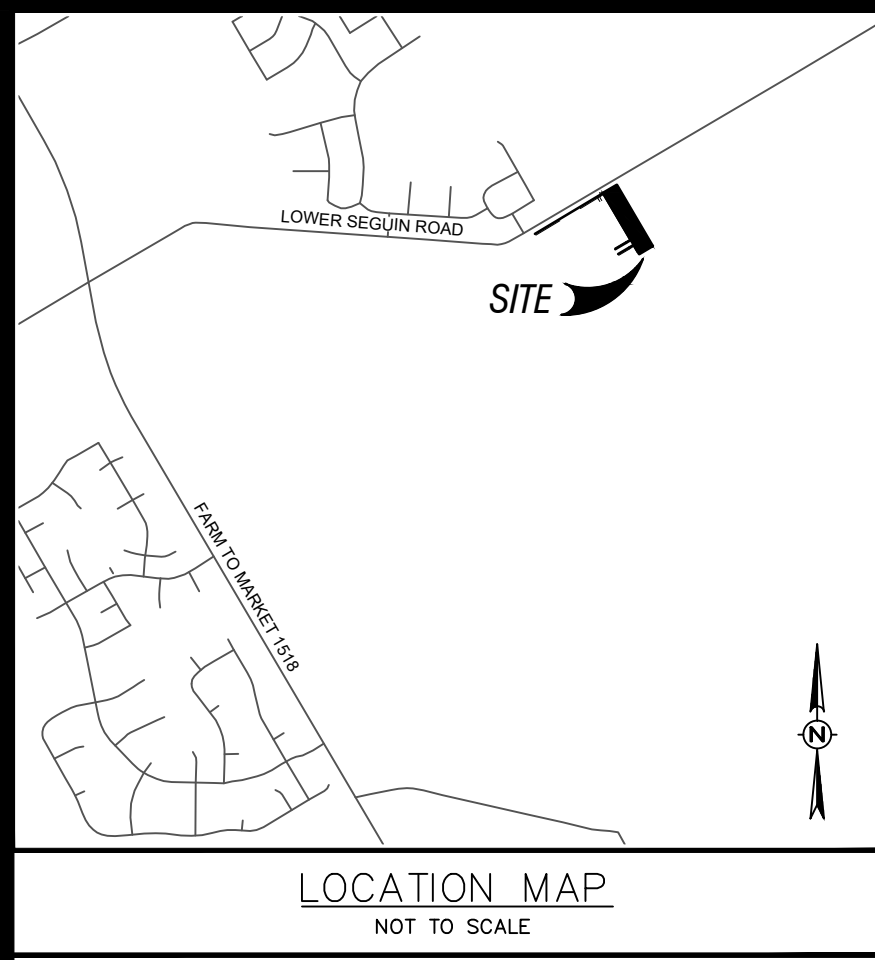 LOWER SEGUIN ROAD
SITE
FARM TO MARKET 1518
N
LOCATION MAP
NOT TO SCALE